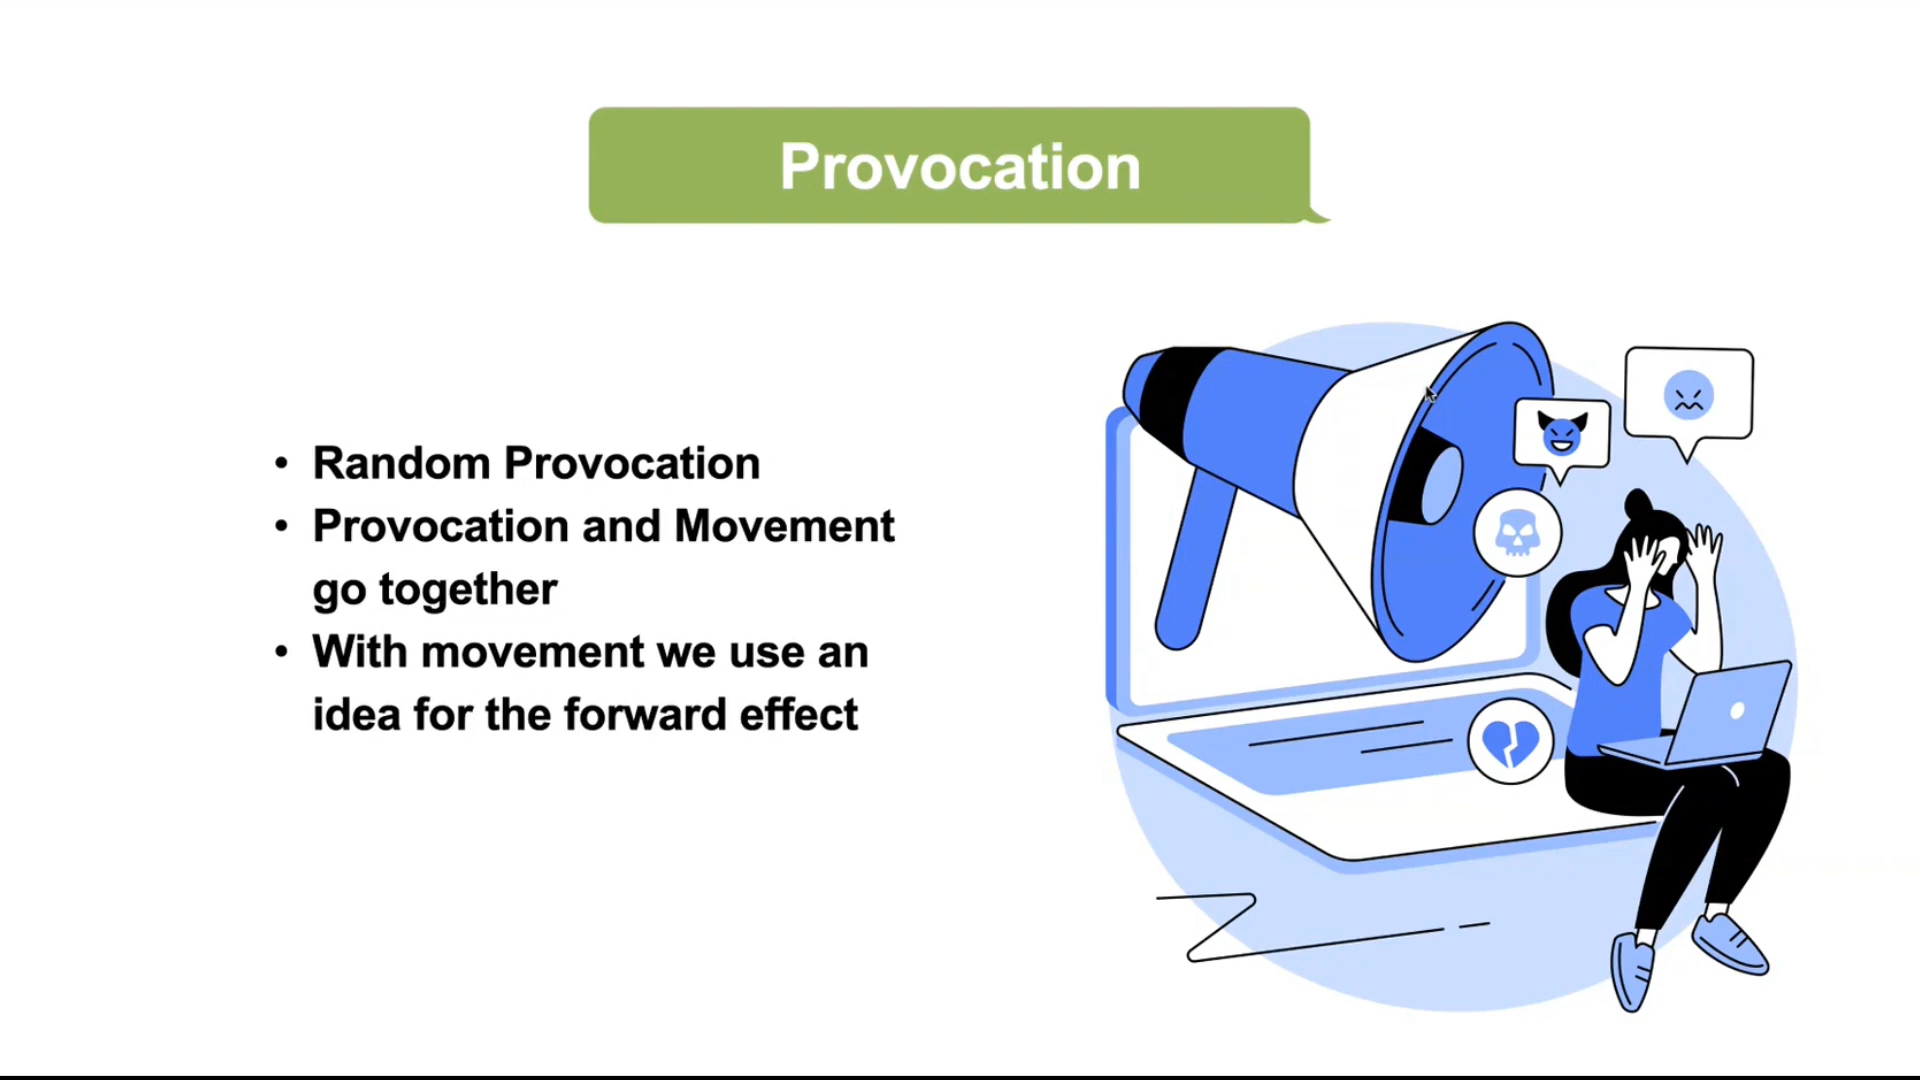 Provocation
• Random Provocation
• Provocation and Movement
go together
• With movement we use an
idea for the forward effect